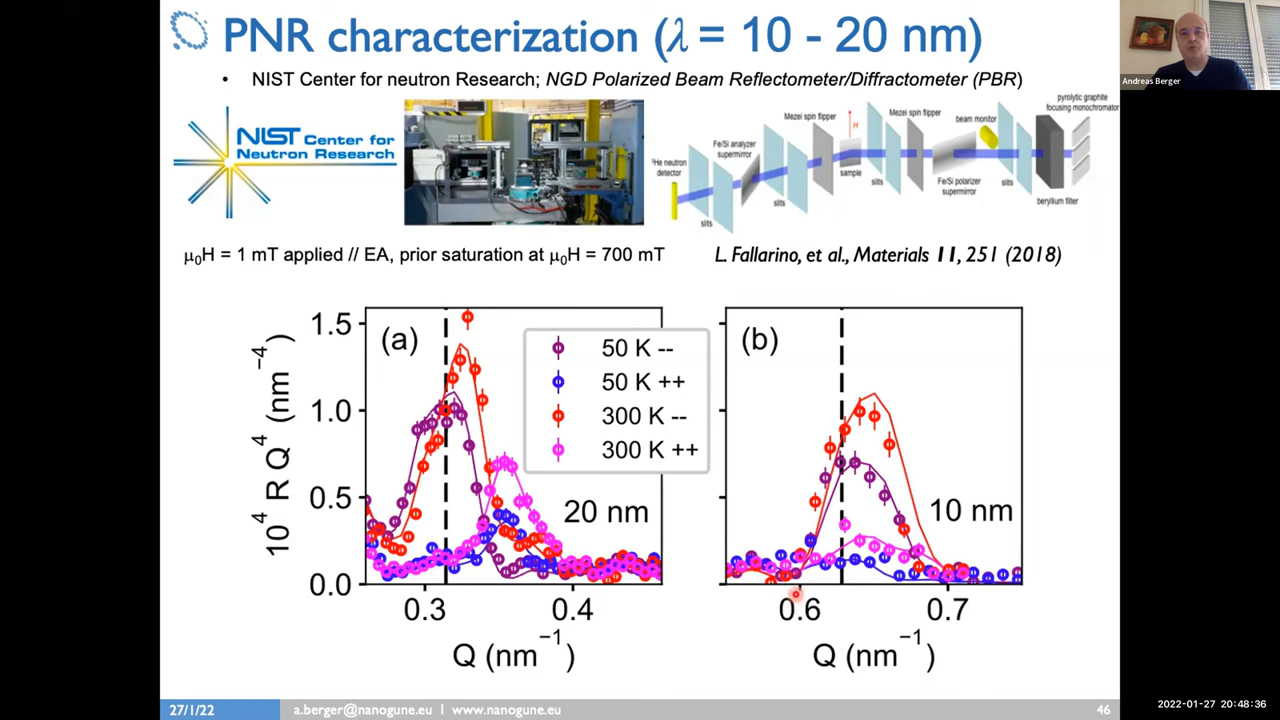 PNR characterization (λ = 10 - 20 nm)
Andreas Berger
• NIST Center for neutron Research; NGD Polarized Beam Reflectometer/Diffractometer (PBR)
NIST Center for
Neutron Research
³He neutron
detector
slits
Fe/Si analyzer
supermirror
slits
Mezei spin flipper
H
sample
Mezei spin flipper
slits
beam monitor
Fe/Si polarizer
supermirror
slits
pyrolytic graphite
focusing monochromator
beryllium filter
μ₀H = 1 mT applied // EA, prior saturation at μ₀H = 700 mT
L. Fallarino, et al., Materials 11, 251 (2018)
10⁴ R Q⁴ (nm⁻⁴)
1.5
1.0
0.5
0.0
(a)
50 K --
50 K ++
300 K --
300 K ++
20 nm
0.3
0.4
Q (nm⁻¹)
(b)
10 nm
0.6
0.7
Q (nm⁻¹)
27/1/22
a.berger@nanogune.eu | www.nanogune.eu
46
2022-01-27 20:48:36